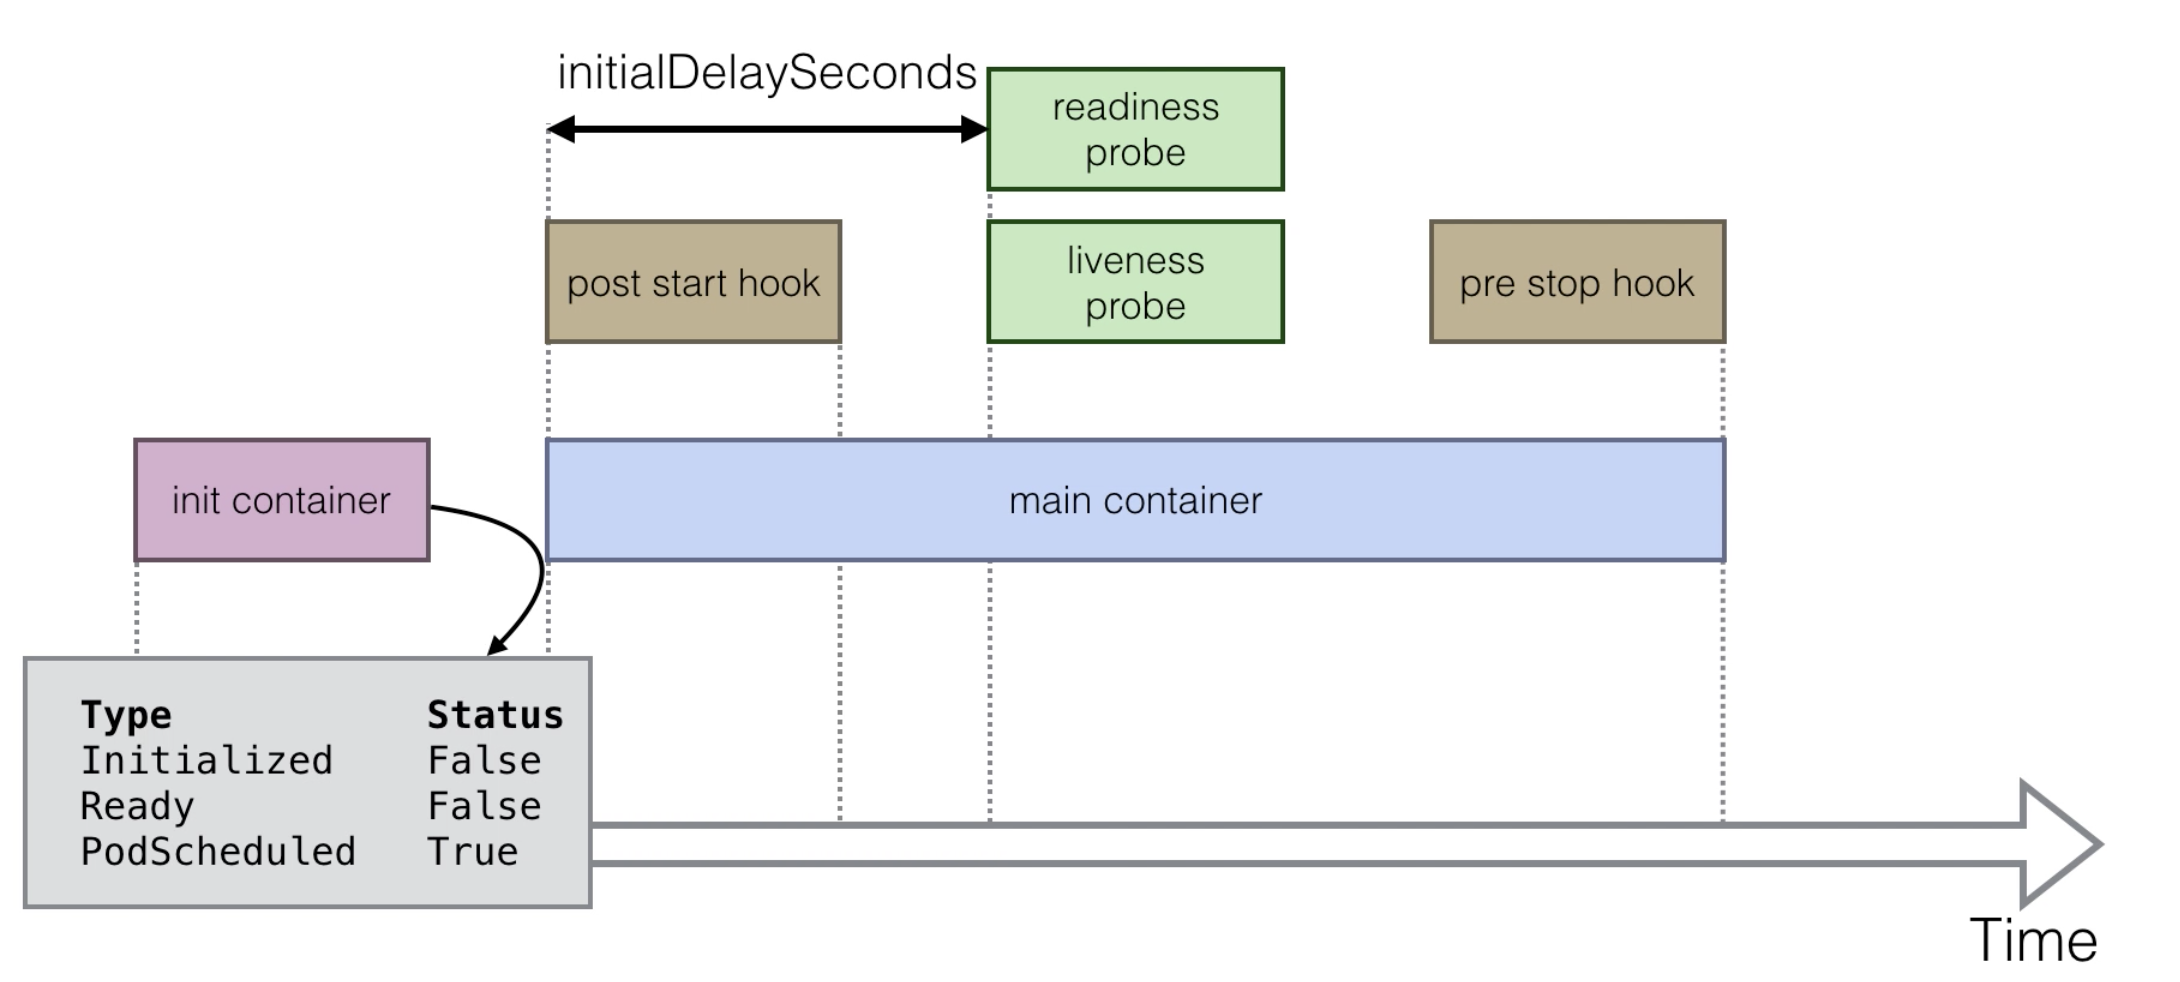 initialDelaySeconds
readiness
probe
post start hook
liveness
probe
pre stop hook
init container
main container
Type Status
Initialized False
Ready False
PodScheduled True
Time